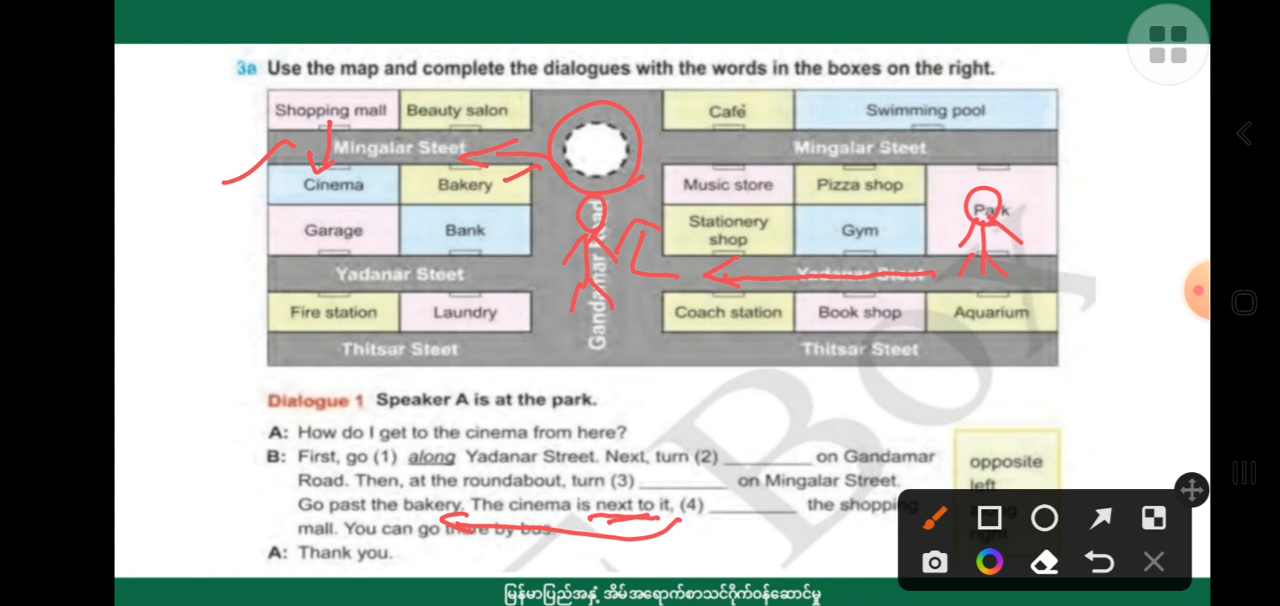 3a Use the map and complete the dialogues with the words in the boxes on the right.
Shopping mall Beauty salon Café Swimming pool
Mingalar Steet Mingalar Steet
Cinema Bakery Music store Pizza shop Park
Garage Bank Stationery shop Gym
Gandamar Road
Yadanar Steet Yadanar Steet
Fire station Laundry Coach station Book shop Aquarium
Thitsar Steet Thitsar Steet
Dialogue 1 Speaker A is at the park.
A: How do I get to the cinema from here?
B: First, go (1) along Yadanar Street. Next, turn (2) ________ on Gandamar
Road. Then, at the roundabout, turn (3) ________ on Mingalar Street.
Go past the bakery. The cinema is next to it, (4) ________ the shopping
mall. You can go there by bus.
A: Thank you.
opposite
left
right
မြန်မာပြည်အနှံ့ အိမ်အရောက်စာသင်ဂိုက်ဝန်ဆောင်မှု